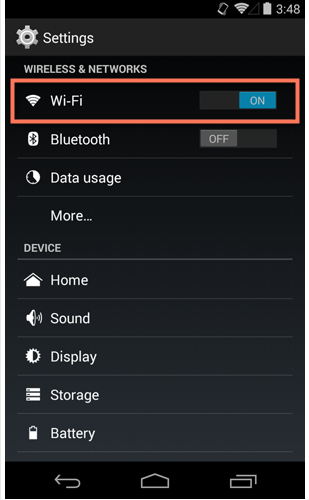 3:48
Settings
WIRELESS & NETWORKS
Wi-Fi ON
Bluetooth OFF
Data usage
More...
DEVICE
Home
Sound
Display
Storage
Battery